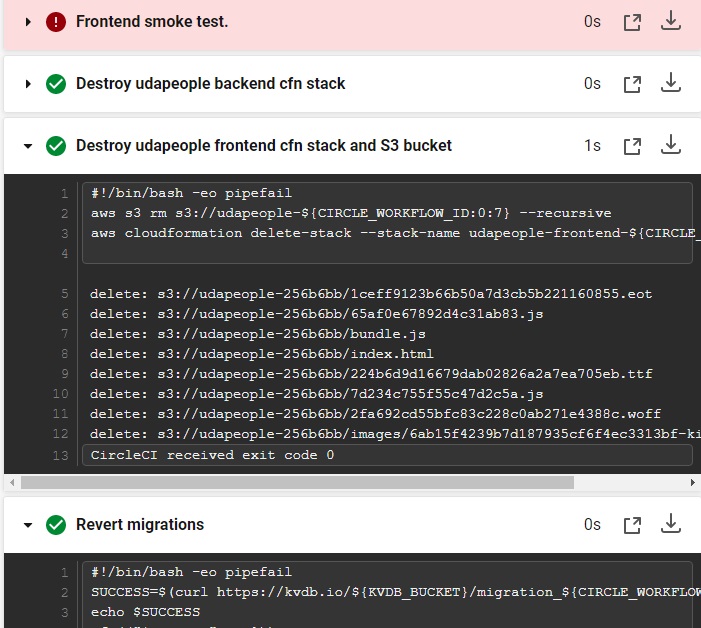 Frontend smoke test. 0s
Destroy udapeople backend cfn stack 0s
Destroy udapeople frontend cfn stack and S3 bucket 1s
1 #!/bin/bash -eo pipefail
2 aws s3 rm s3://udapeople-${CIRCLE_WORKFLOW_ID:0:7} --recursive
3 aws cloudformation delete-stack --stack-name udapeople-frontend-${CIRCLE_
4
5 delete: s3://udapeople-256b6bb/1ceff9123b66b50a7d3cb5b221160855.eot
6 delete: s3://udapeople-256b6bb/65af0e67892d4c31ab83.js
7 delete: s3://udapeople-256b6bb/bundle.js
8 delete: s3://udapeople-256b6bb/index.html
9 delete: s3://udapeople-256b6bb/224b6d9d16679dab02826a2a7ea705eb.ttf
10 delete: s3://udapeople-256b6bb/7d234c755f55c47d2c5a.js
11 delete: s3://udapeople-256b6bb/2fa692cd55bfc83c228c0ab271e4388c.woff
12 delete: s3://udapeople-256b6bb/images/6ab15f4239b7d187935cf6f4ec3313bf-ki
13 CircleCI received exit code 0
Revert migrations 0s
1 #!/bin/bash -eo pipefail
2 SUCCESS=$(curl https://kvdb.io/${KVDB_BUCKET}/migration_${CIRCLE_WORKFLOW
3 echo $SUCCESS